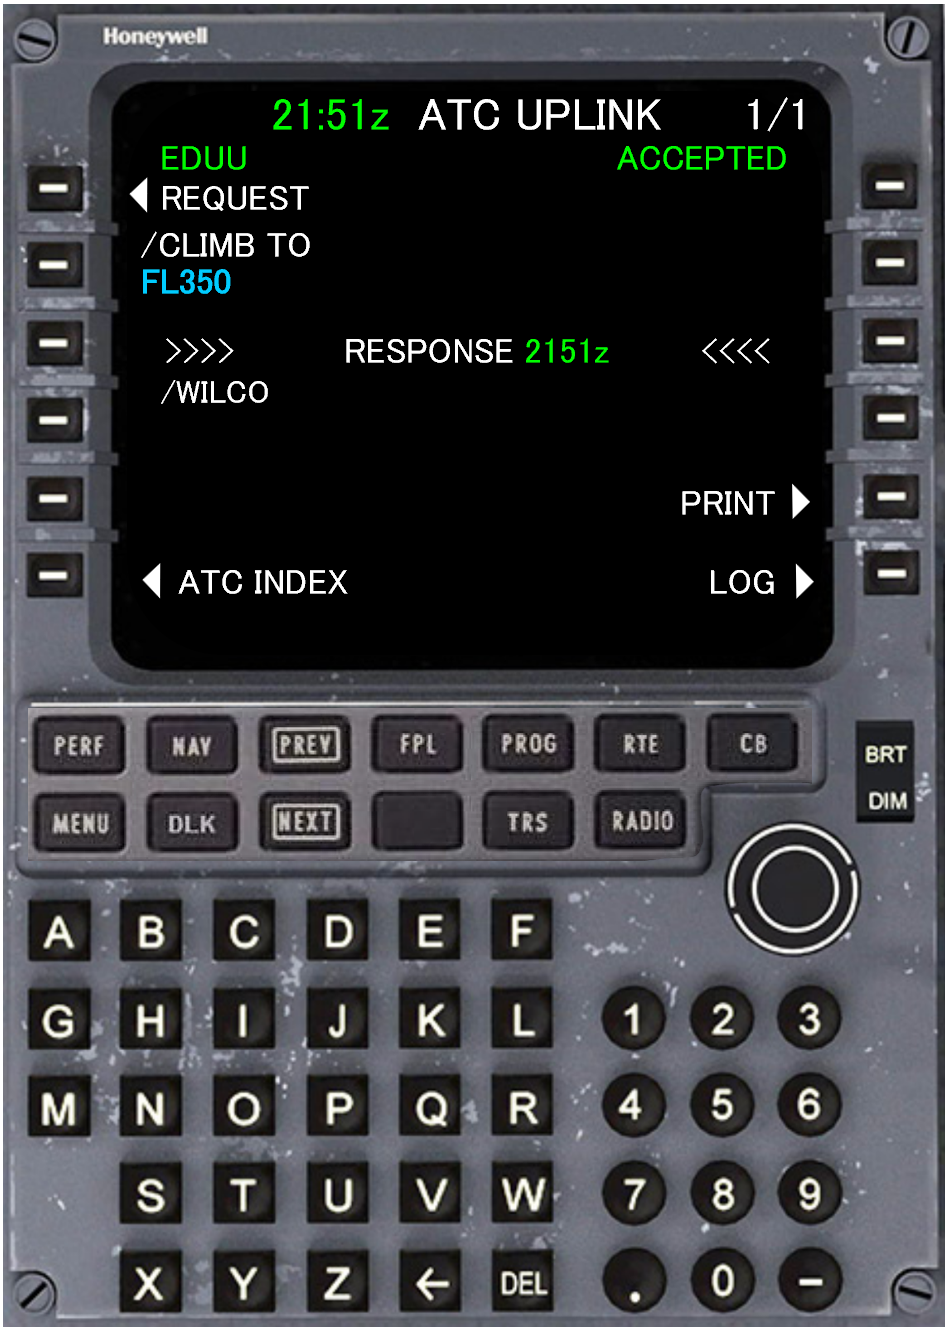 Honeywell
21:51z ATC UPLINK 1/1
EDUU ACCEPTED
REQUEST
/CLIMB TO
FL350
>>>> RESPONSE 2151z <<<<
/WILCO
PRINT
ATC INDEX LOG
PERF NAV PREV FPL PROG RTE CB
BRT
DIM
MENU DLK NEXT TRS RADIO
A B C D E F
G H I J K L 1 2 3
M N O P Q R 4 5 6
S T U V W 7 8 9
X Y Z ← DEL . 0 –